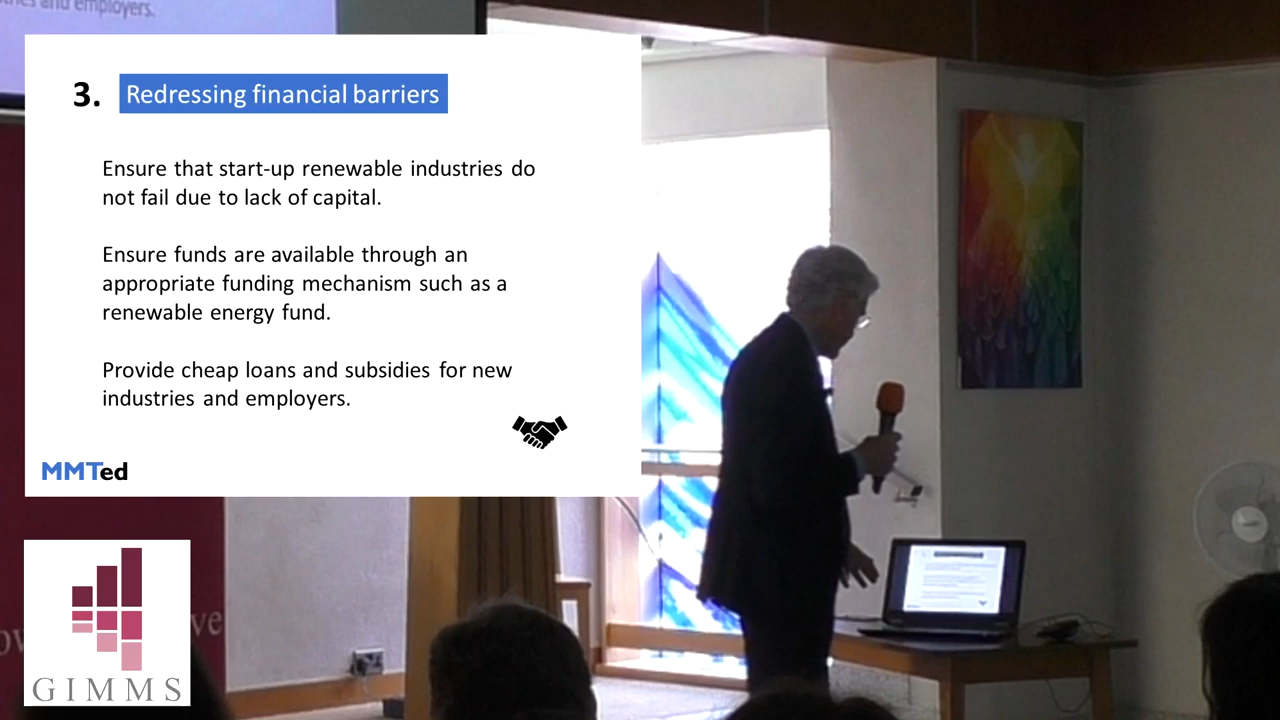 and employers.
3. Redressing financial barriers
Ensure that start-up renewable industries do
not fail due to lack of capital.
Ensure funds are available through an
appropriate funding mechanism such as a
renewable energy fund.
Provide cheap loans and subsidies for new
industries and employers.
MMTed
GIMMS